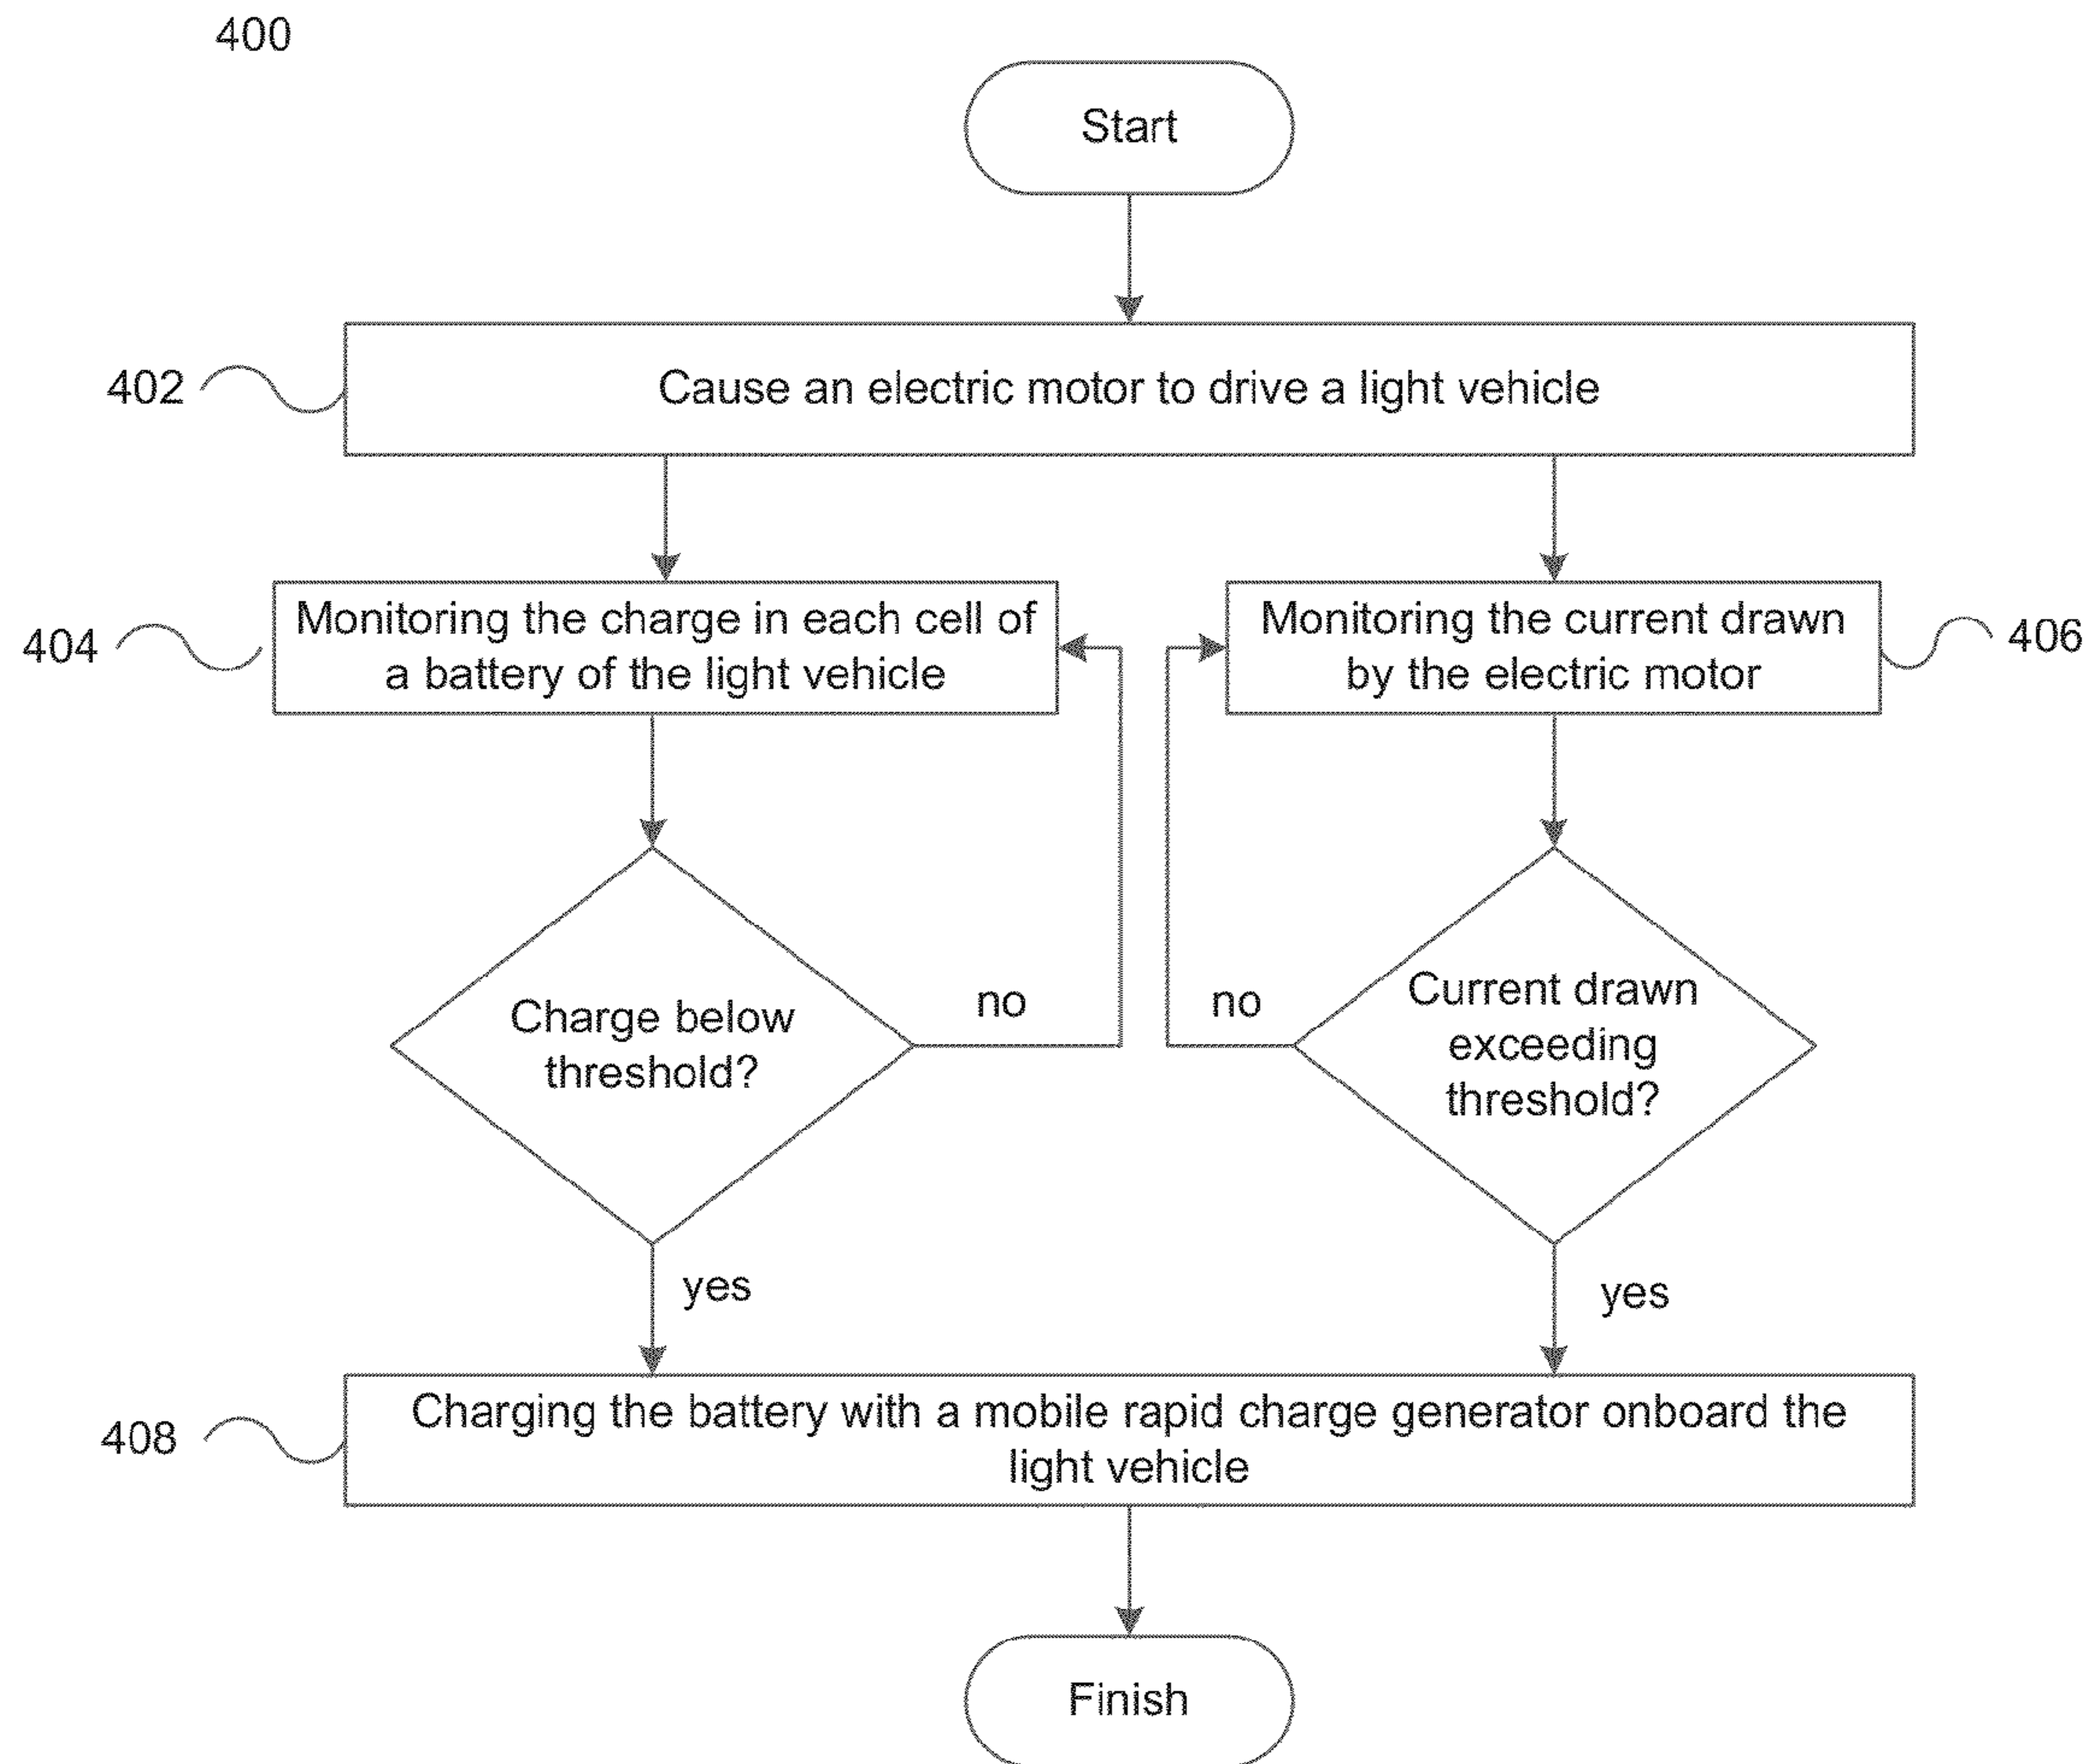 400
Start
402
Cause an electric motor to drive a light vehicle
404
Monitoring the charge in each cell of
a battery of the light vehicle
Monitoring the current drawn
by the electric motor
406
Charge below
threshold?
no
no
Current drawn
exceeding
threshold?
yes
yes
408
Charging the battery with a mobile rapid charge generator onboard the
light vehicle
Finish